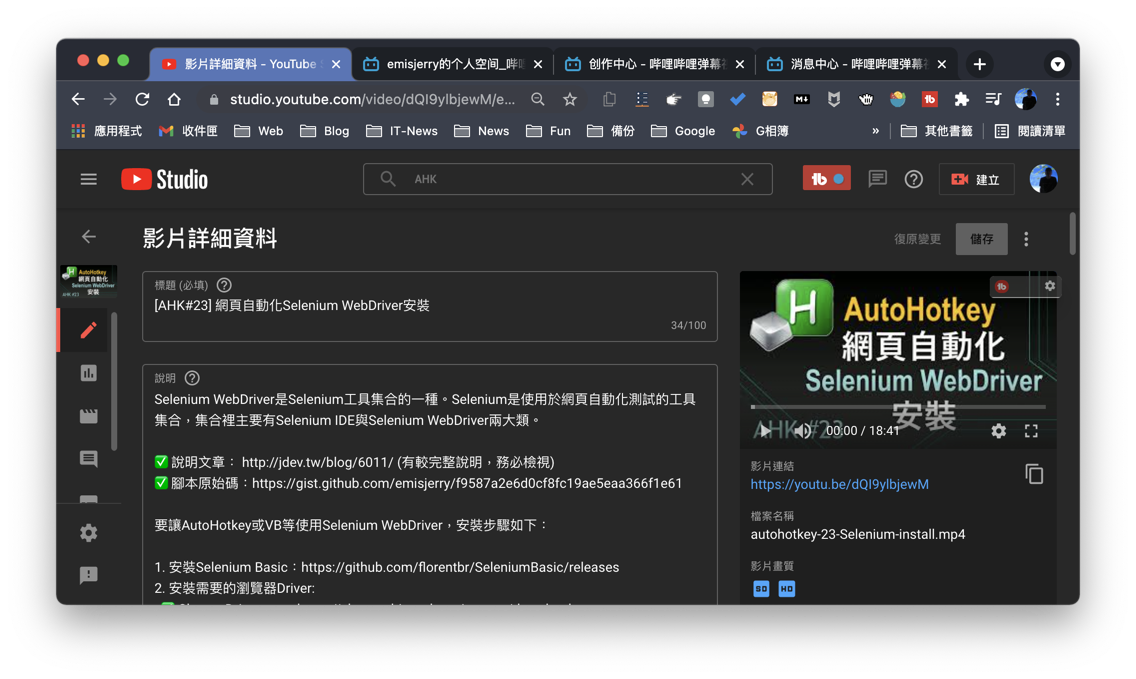 影片詳細資料 - YouTube S
emisjerry的个人空间_哔哩
创作中心 - 哔哩哔哩弹幕视
消息中心 - 哔哩哔哩弹幕视
studio.youtube.com/video/dQI9ylbjewM/e...
應用程式
收件匣
Web
Blog
IT-News
News
Fun
備份
Google
G相簿
»
其他書籤
閱讀清單
Studio
AHK
建立
影片詳細資料
復原變更
儲存
標題 (必填)
[AHK#23] 網頁自動化Selenium WebDriver安裝
34/100
說明
Selenium WebDriver是Selenium工具集合的一種。Selenium是使用於網頁自動化測試的工具
集合，集合裡主要有Selenium IDE與Selenium WebDriver兩大類。
✅ 說明文章： http://jdev.tw/blog/6011/ (有較完整說明，務必檢視)
✅ 腳本原始碼：https://gist.github.com/emisjerry/f9587a2e6d0cf8fc19ae5eaa366f1e61
要讓AutoHotkey或VB等使用Selenium WebDriver，安裝步驟如下：
1. 安裝Selenium Basic：https://github.com/florentbr/SeleniumBasic/releases
2. 安裝需要的瀏覽器Driver:
AutoHotkey
網頁自動化
Selenium WebDriver
安裝
AHK #23
00:00 / 18:41
影片連結
https://youtu.be/dQI9ylbjewM
檔案名稱
autohotkey-23-Selenium-install.mp4
影片畫質
SD HD